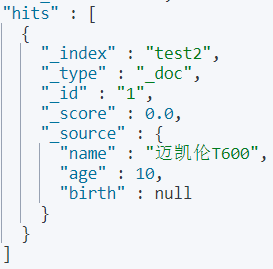 "hits" : [
{
"_index" : "test2",
"_type" : "_doc",
"_id" : "1",
"_score" : 0.0,
"_source" : {
"name" : "迈凯伦T600",
"age" : 10,
"birth" : null
}
}
]